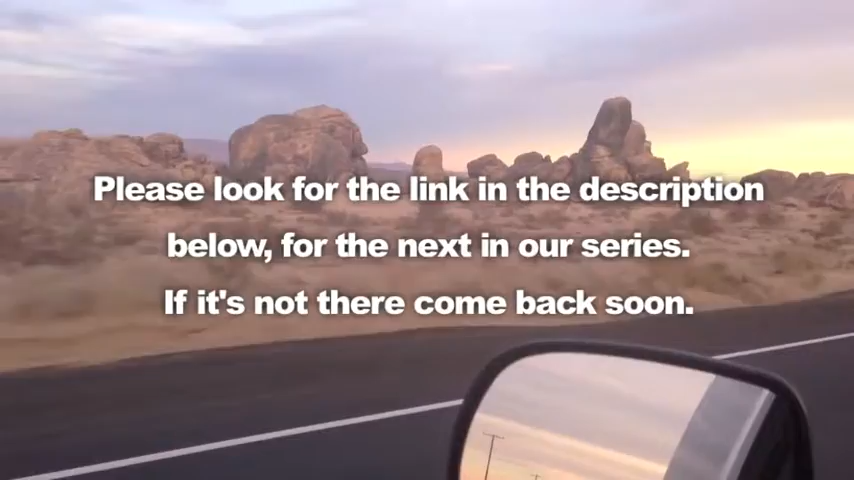 Please look for the link in the description
below, for the next in our series.
If it's not there come back soon.